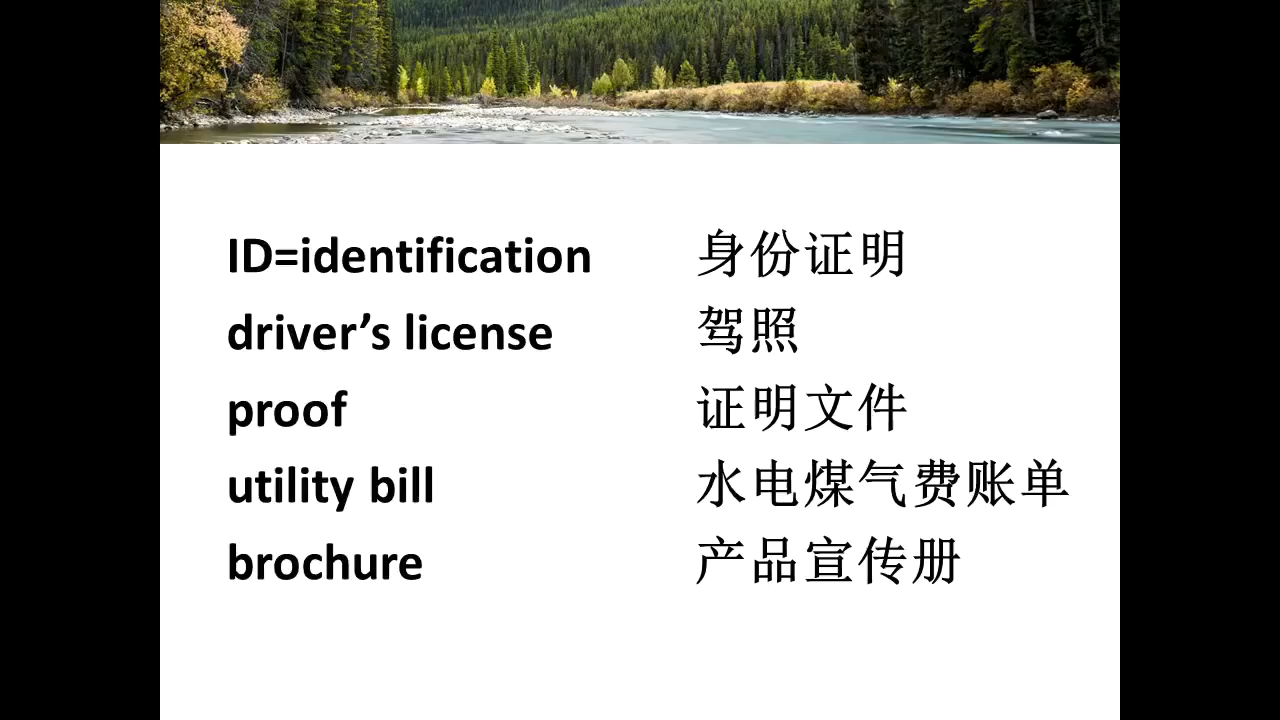 ID=identification 身份证明
driver’s license 驾照
proof 证明文件
utility bill 水电煤气费账单
brochure 产品宣传册